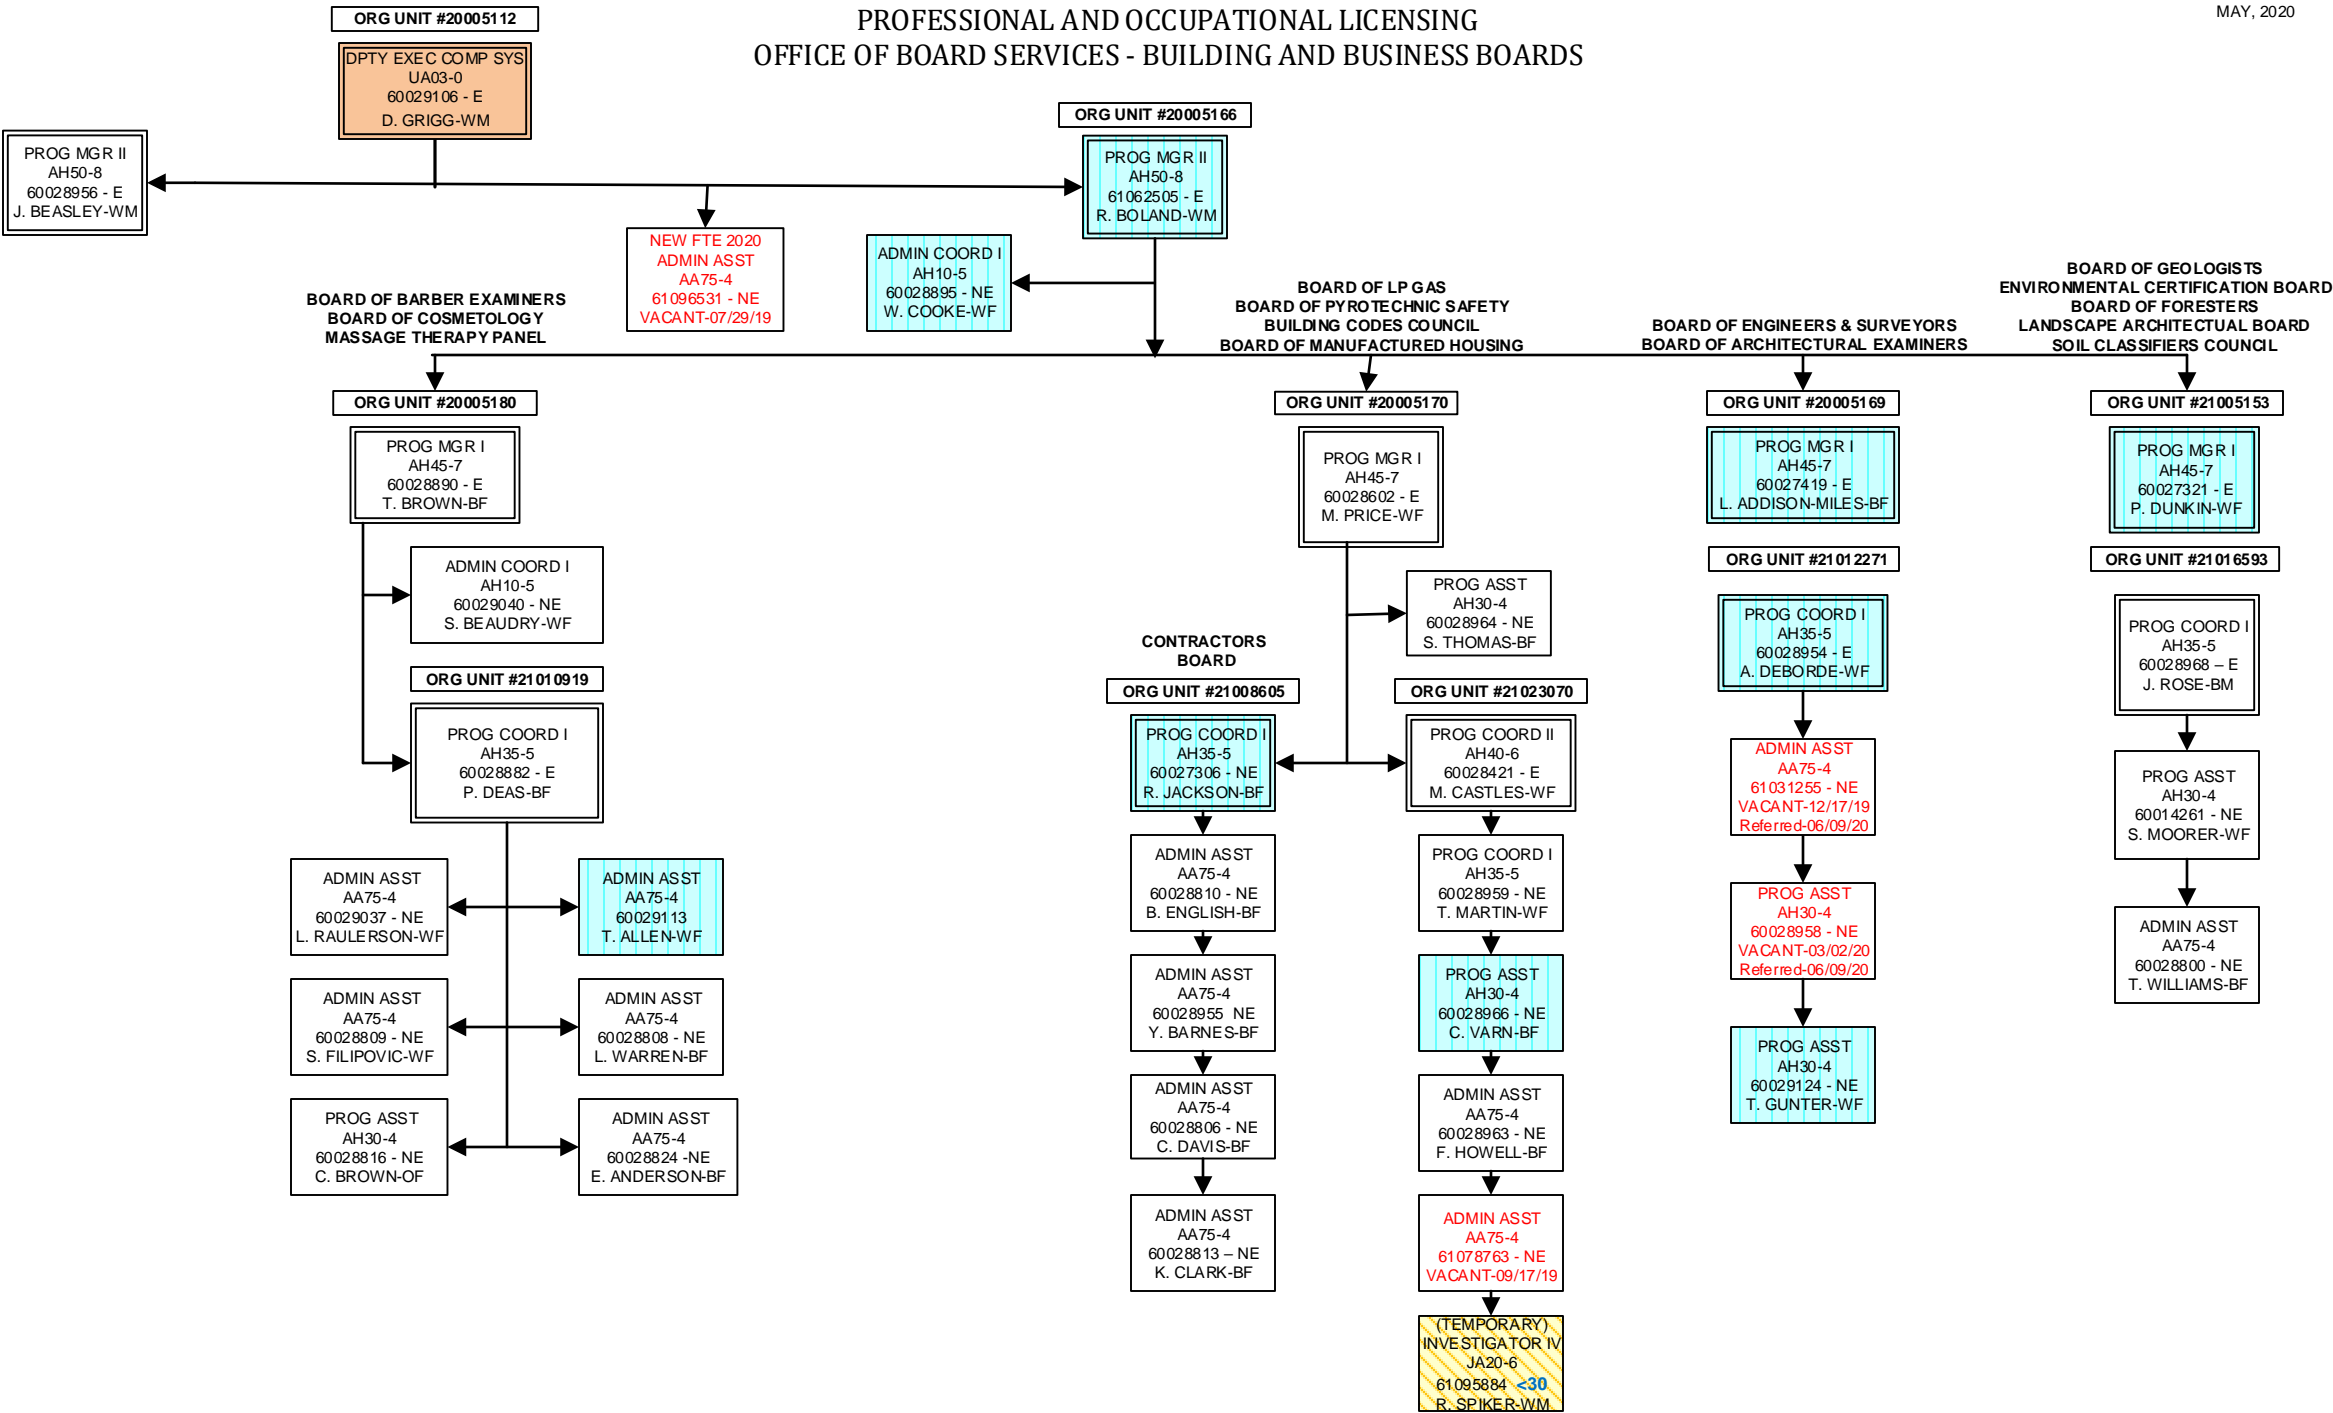 PROFESSIONAL AND OCCUPATIONAL LICENSING
OFFICE OF BOARD SERVICES - BUILDING AND BUSINESS BOARDS
MAY, 2020
ORG UNIT #20005112
DPTY EXEC COMP SYS
UA03-0
60029106 - E
D. GRIGG-WM
PROG MGR II
AH50-8
60028956 - E
J. BEASLEY-WM
NEW FTE 2020
ADMIN ASST
AA75-4
61096531 - NE
VACANT-07/29/19
ORG UNIT #20005166
PROG MGR II
AH50-8
61062505 - E
R. BOLAND-WM
ADMIN COORD I
AH10-5
60028895 - NE
W. COOKE-WF
BOARD OF BARBER EXAMINERS
BOARD OF COSMETOLOGY
MASSAGE THERAPY PANEL
ORG UNIT #20005180
PROG MGR I
AH45-7
60028890 - E
T. BROWN-BF
ADMIN COORD I
AH10-5
60029040 - NE
S. BEAUDRY-WF
ORG UNIT #21010919
PROG COORD I
AH35-5
60028882 - E
P. DEAS-BF
ADMIN ASST
AA75-4
60029037 - NE
L. RAULERSON-WF
ADMIN ASST
AA75-4
60029113
T. ALLEN-WF
ADMIN ASST
AA75-4
60028809 - NE
S. FILIPOVIC-WF
ADMIN ASST
AA75-4
60028808 - NE
L. WARREN-BF
PROG ASST
AH30-4
60028816 - NE
C. BROWN-OF
ADMIN ASST
AA75-4
60028824 -NE
E. ANDERSON-BF
BOARD OF LP GAS
BOARD OF PYROTECHNIC SAFETY
BUILDING CODES COUNCIL
BOARD OF MANUFACTURED HOUSING
ORG UNIT #20005170
PROG MGR I
AH45-7
60028602 - E
M. PRICE-WF
PROG ASST
AH30-4
60028964 - NE
S. THOMAS-BF
CONTRACTORS
BOARD
ORG UNIT #21008605
PROG COORD I
AH35-5
60027306 - NE
R. JACKSON-BF
ADMIN ASST
AA75-4
60028810 - NE
B. ENGLISH-BF
ADMIN ASST
AA75-4
60028955  NE
Y. BARNES-BF
ADMIN ASST
AA75-4
60028806 - NE
C. DAVIS-BF
ADMIN ASST
AA75-4
60028813 – NE
K. CLARK-BF
ORG UNIT #21023070
PROG COORD II
AH40-6
60028421 - E
M. CASTLES-WF
PROG COORD I
AH35-5
60028959 - NE
T. MARTIN-WF
PROG ASST
AH30-4
60028966 - NE
C. VARN-BF
ADMIN ASST
AA75-4
60028963 - NE
F. HOWELL-BF
ADMIN ASST
AA75-4
61078763 - NE
VACANT-09/17/19
(TEMPORARY)
INVESTIGATOR IV
JA20-6
61095884 <30
R. SPIKER-WM
BOARD OF ENGINEERS & SURVEYORS
BOARD OF ARCHITECTURAL EXAMINERS
ORG UNIT #20005169
PROG MGR I
AH45-7
60027419 - E
L. ADDISON-MILES-BF
ORG UNIT #21012271
PROG COORD I
AH35-5
60028954 - E
A. DEBORDE-WF
ADMIN ASST
AA75-4
61031255 - NE
VACANT-12/17/19
Referred-06/09/20
PROG ASST
AH30-4
60028958 - NE
VACANT-03/02/20
Referred-06/09/20
PROG ASST
AH30-4
60029124 - NE
T. GUNTER-WF
BOARD OF GEOLOGISTS
ENVIRONMENTAL CERTIFICATION BOARD
BOARD OF FORESTERS
LANDSCAPE ARCHITECTUAL BOARD
SOIL CLASSIFIERS COUNCIL
ORG UNIT #21005153
PROG MGR I
AH45-7
60027321 - E
P. DUNKIN-WF
ORG UNIT #21016593
PROG COORD I
AH35-5
60028968 – E
J. ROSE-BM
PROG ASST
AH30-4
60014261 - NE
S. MOORER-WF
ADMIN ASST
AA75-4
60028800 - NE
T. WILLIAMS-BF